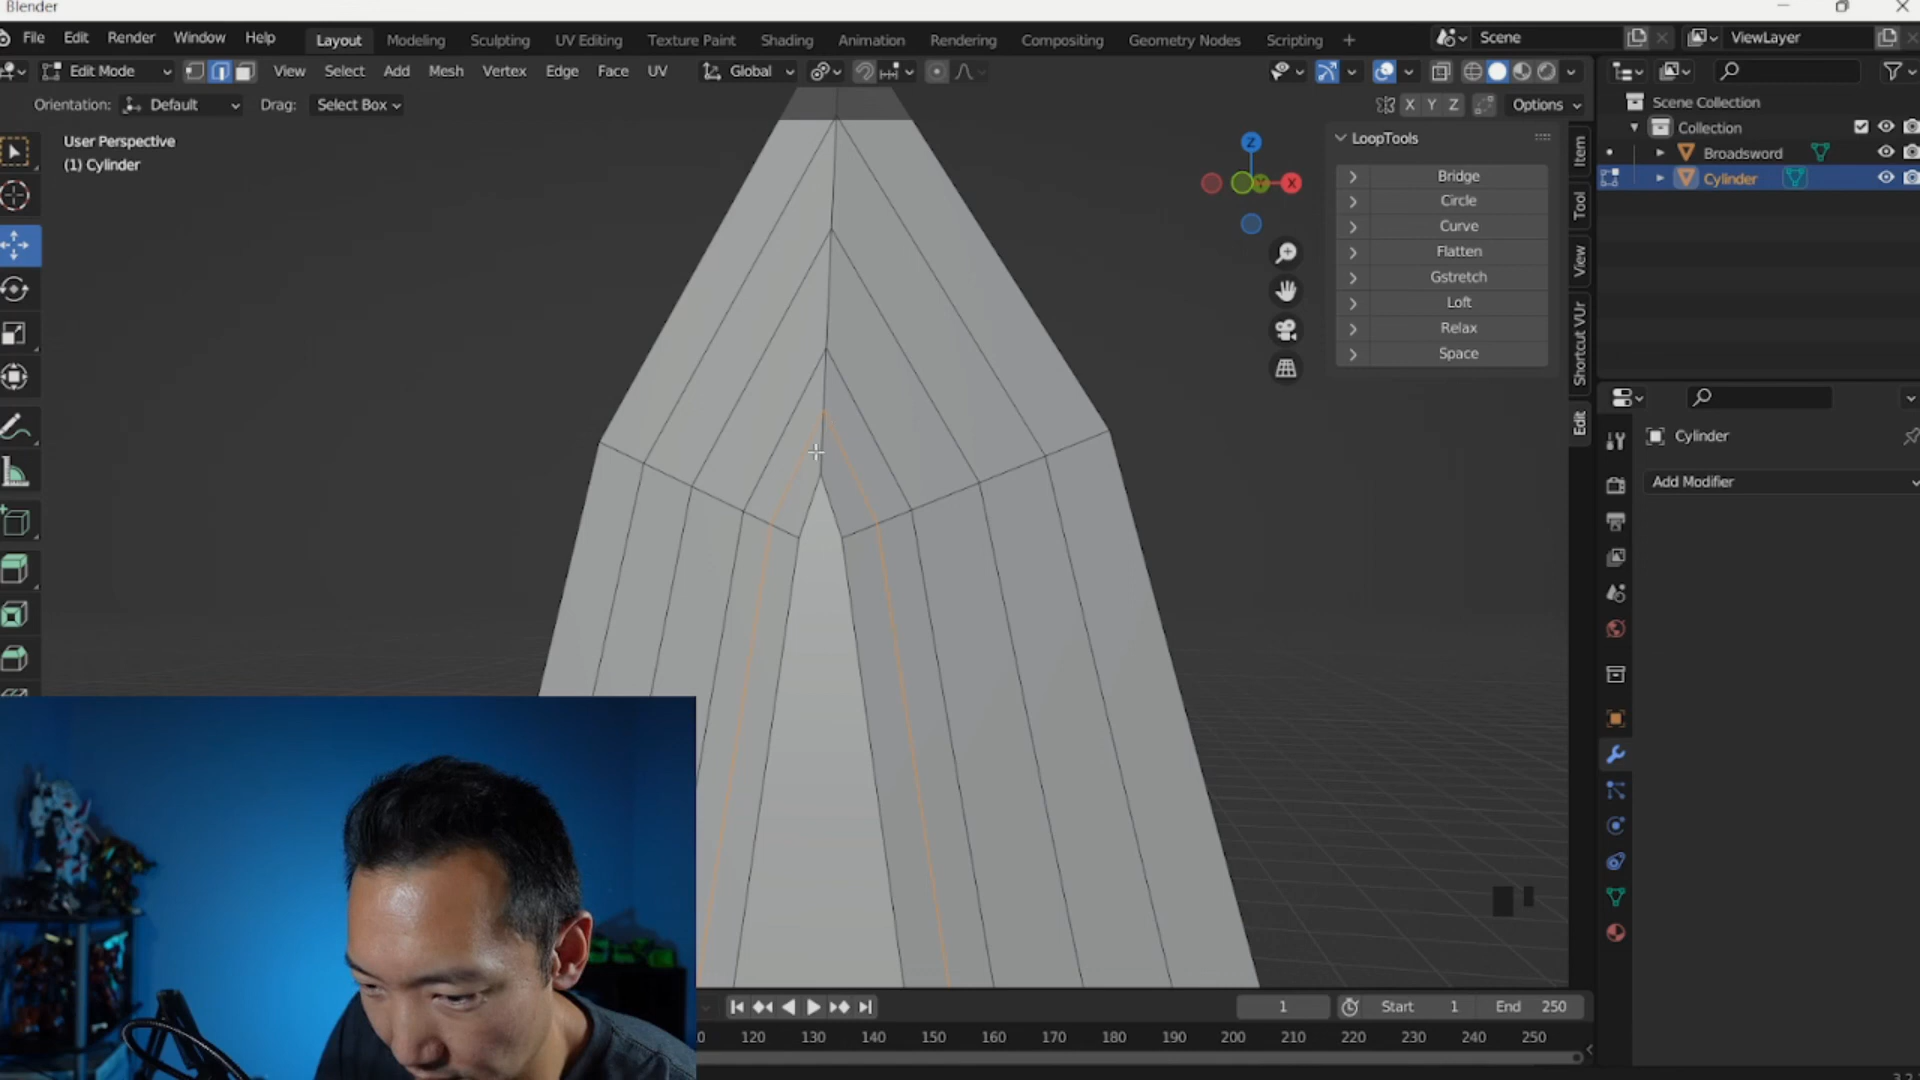 Blender
File Edit Render Window Help Layout Modeling Sculpting UV Editing Texture Paint Shading Animation Rendering Compositing Geometry Nodes Scripting + Scene ViewLayer
Edit Mode View Select Add Mesh Vertex Edge Face UV Global
Orientation: Default Drag: Select Box X Y Z Options
Scene Collection
Collection
Broadsword
Cylinder
User Perspective
(1) Cylinder
Z
X
LoopTools
Bridge
Circle
Curve
Flatten
Gstretch
Loft
Relax
Space
Item
Tool
View
Shortcut VUr
Edit
Cylinder
Add Modifier
1 Start 1 End 250
120 130 140 150 160 170 180 190 200 210 220 230 240 250